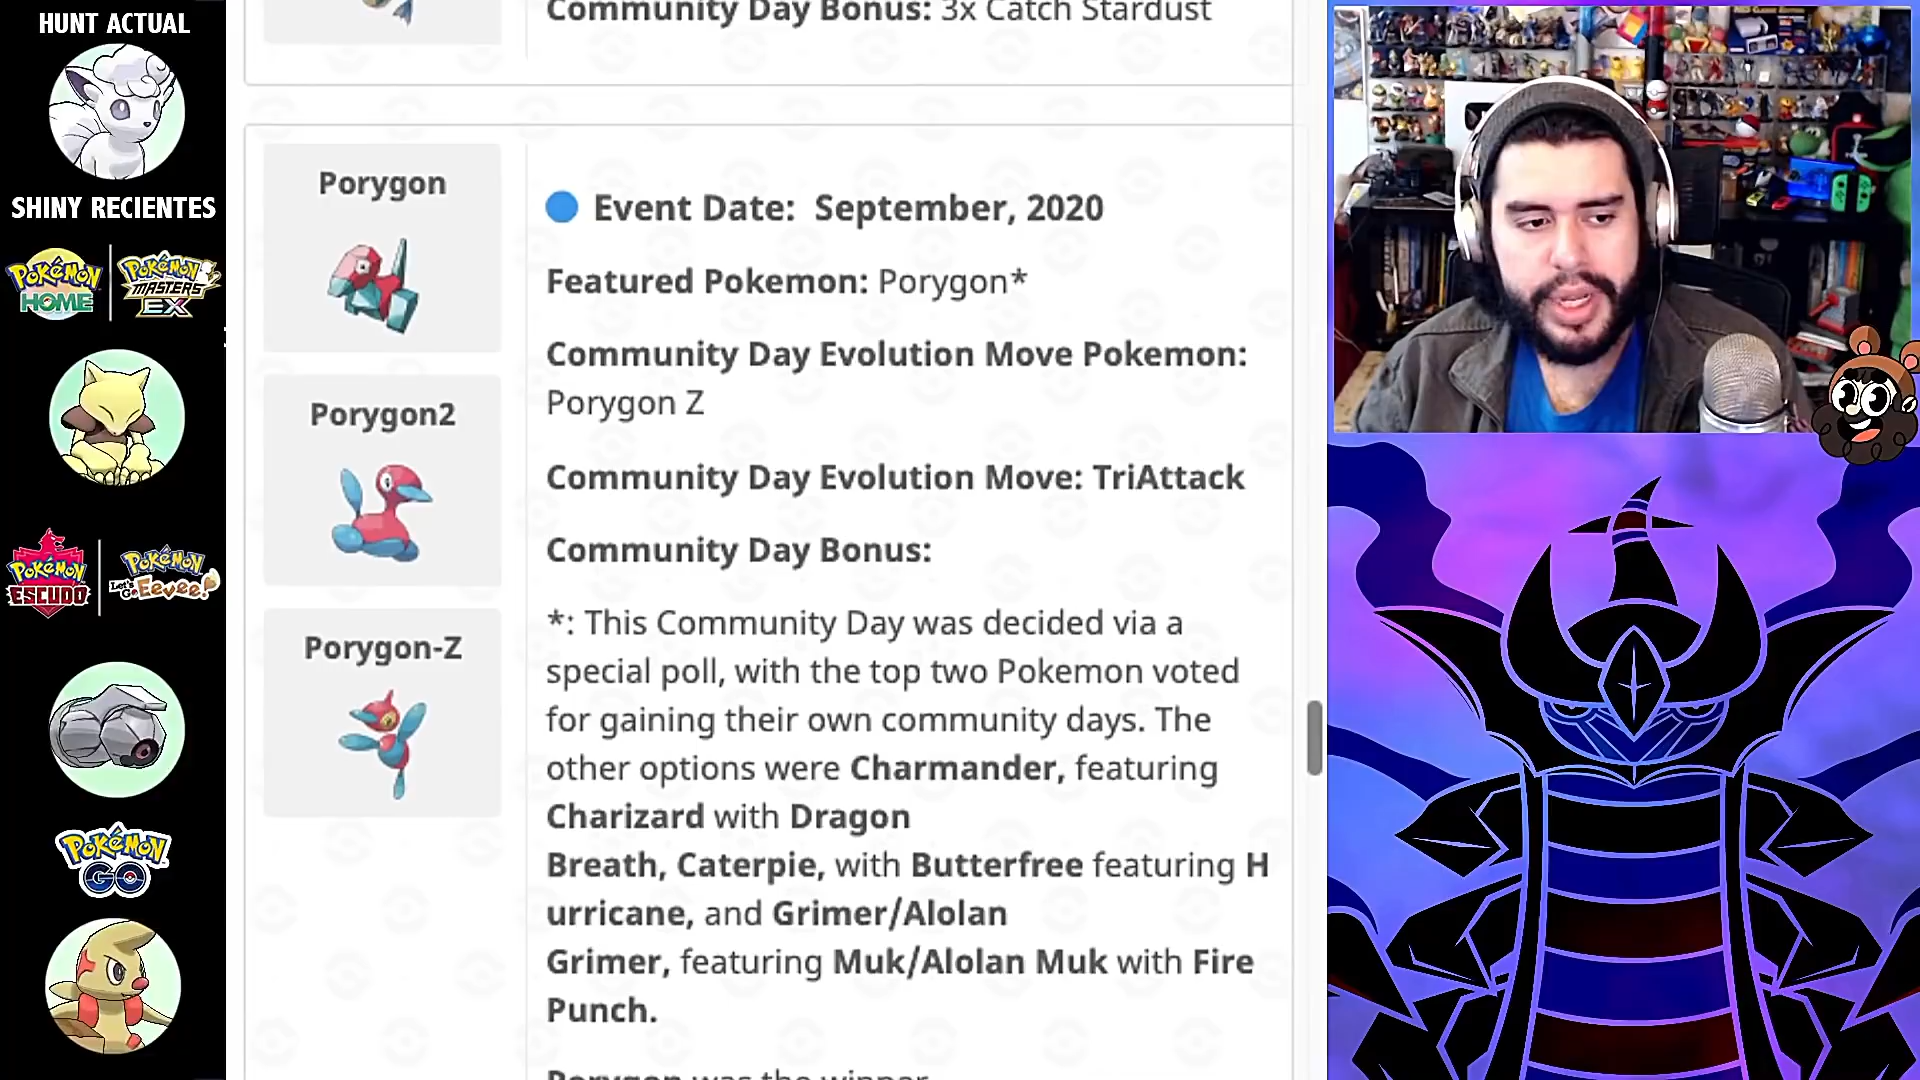 HUNT ACTUAL
SHINY RECIENTES
POKéMON HOME
POKéMON MASTERS EX
POKéMON ESCUDO
POKéMON Let's Go, Eevee!
POKéMON GO
Community Day Bonus: 3x Catch Stardust
Porygon
Porygon2
Porygon-Z
Event Date: September, 2020
Featured Pokemon: Porygon*
Community Day Evolution Move Pokemon:
Porygon Z
Community Day Evolution Move: TriAttack
Community Day Bonus:
*: This Community Day was decided via a
special poll, with the top two Pokemon voted
for gaining their own community days. The
other options were Charmander, featuring
Charizard with Dragon
Breath, Caterpie, with Butterfree featuring H
urricane, and Grimer/Alolan
Grimer, featuring Muk/Alolan Muk with Fire
Punch.
Porygon was the winner